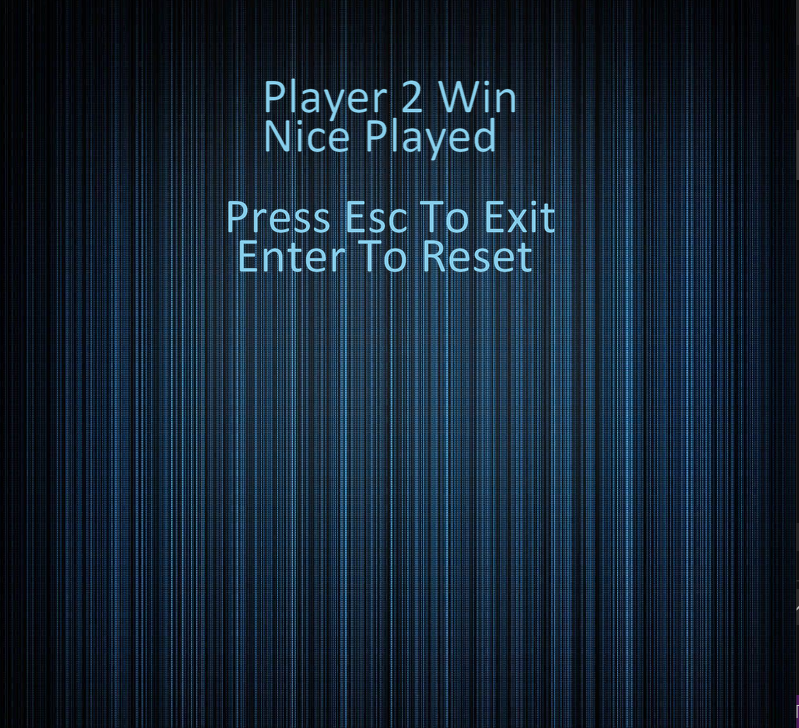 Player 2 Win
Nice Played
Press Esc To Exit
Enter To Reset